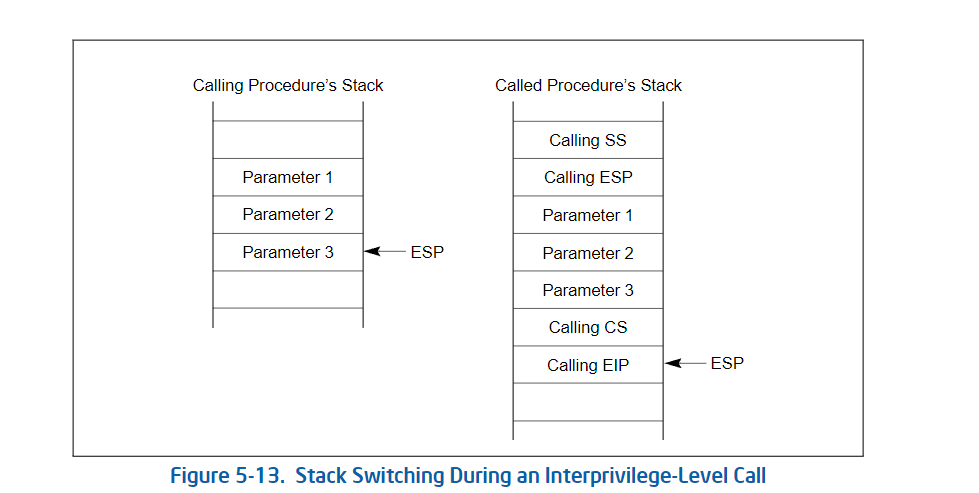 Calling Procedure’s Stack
Parameter 1
Parameter 2
Parameter 3
ESP
Called Procedure’s Stack
Calling SS
Calling ESP
Parameter 1
Parameter 2
Parameter 3
Calling CS
Calling EIP
ESP
Figure 5-13. Stack Switching During an Interprivilege-Level Call